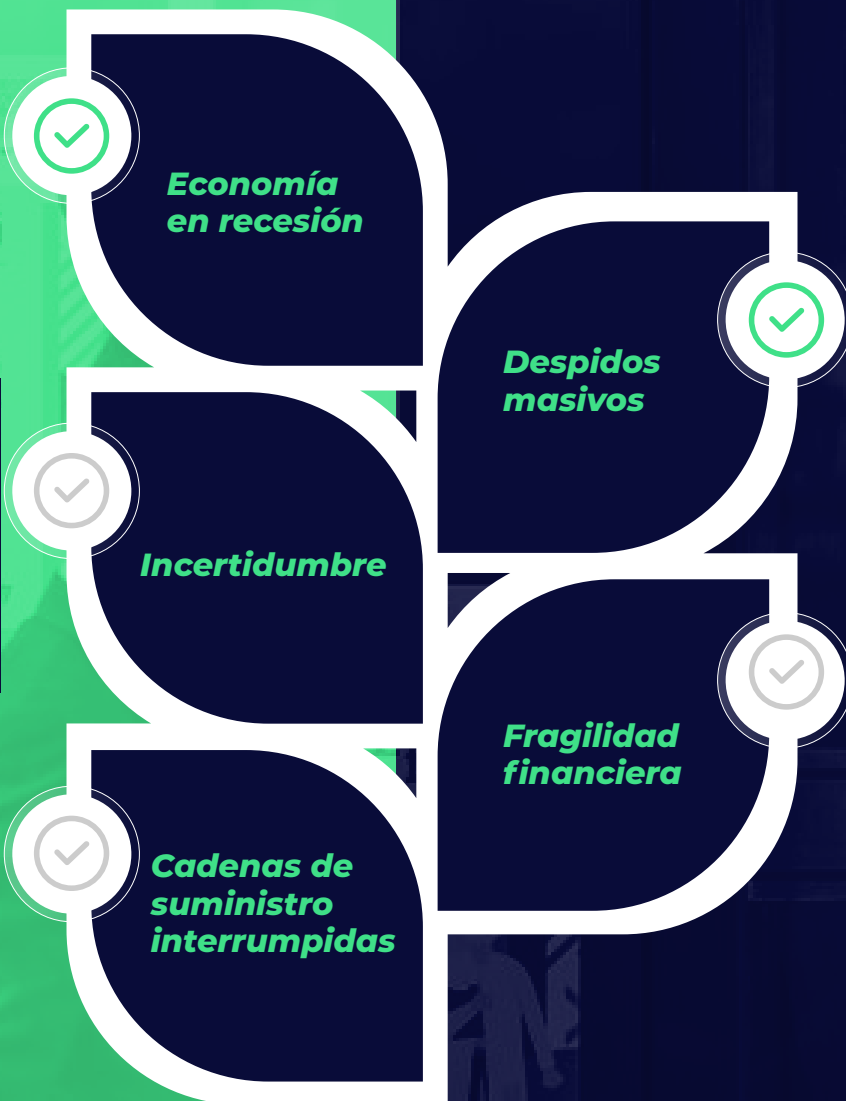 Economía
en recesión
Despidos
masivos
Incertidumbre
Fragilidad
financiera
Cadenas de
suministro
interrumpidas